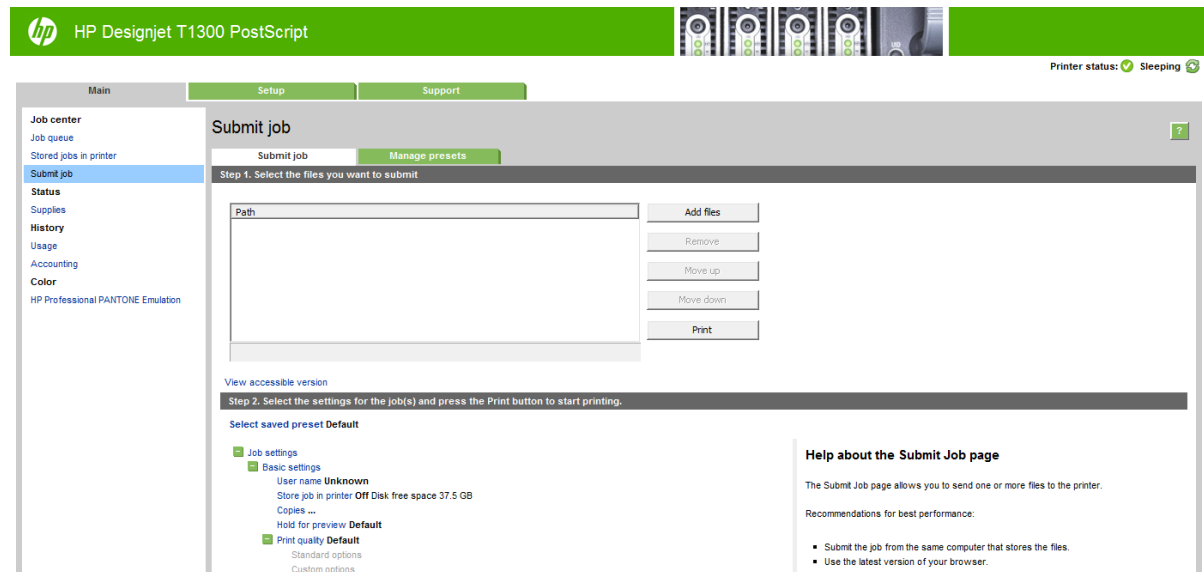 hp HP Designjet T1300 PostScript
UID
Printer status: Sleeping
Main Setup Support
Job center
Job queue
Stored jobs in printer
Submit job
Status
Supplies
History
Usage
Accounting
Color
HP Professional PANTONE Emulation
Submit job
?
Submit job Manage presets
Step 1. Select the files you want to submit
Path
Add files
Remove
Move up
Move down
Print
View accessible version
Step 2. Select the settings for the job(s) and press the Print button to start printing.
Select saved preset Default
Job settings
Basic settings
User name Unknown
Store job in printer Off Disk free space 37.5 GB
Copies ...
Hold for preview Default
Print quality Default
Standard options
Custom options
Help about the Submit Job page
The Submit Job page allows you to send one or more files to the printer.
Recommendations for best performance:
Submit the job from the same computer that stores the files.
Use the latest version of your browser.